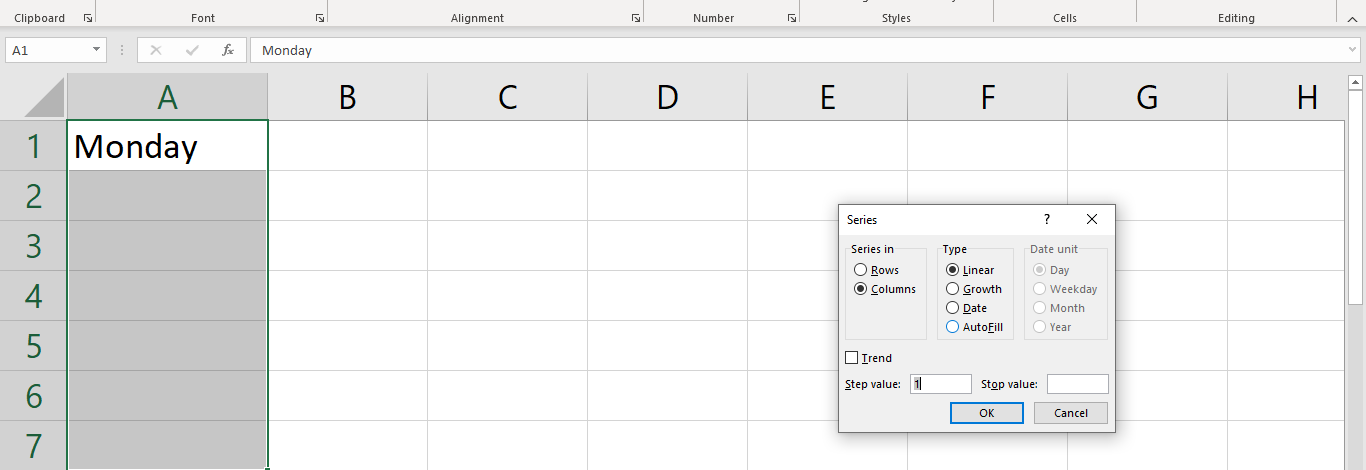 Clipboard Font Alignment Number Styles Cells Editing
A1 fx Monday
A B C D E F G H
1 Monday
2
3
4
5
6
7
Series ?
Series in Type Date unit
Rows Linear Day
Columns Growth Weekday
Date Month
AutoFill Year
Trend
Step value: 1 Stop value:
OK Cancel